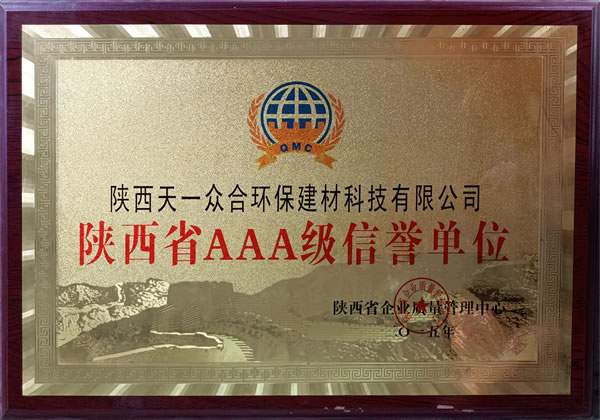 QMC
陕西天一众合环保建材科技有限公司
陕西省AAA级信誉单位
陕西省企业质量管理中心
〇一五年